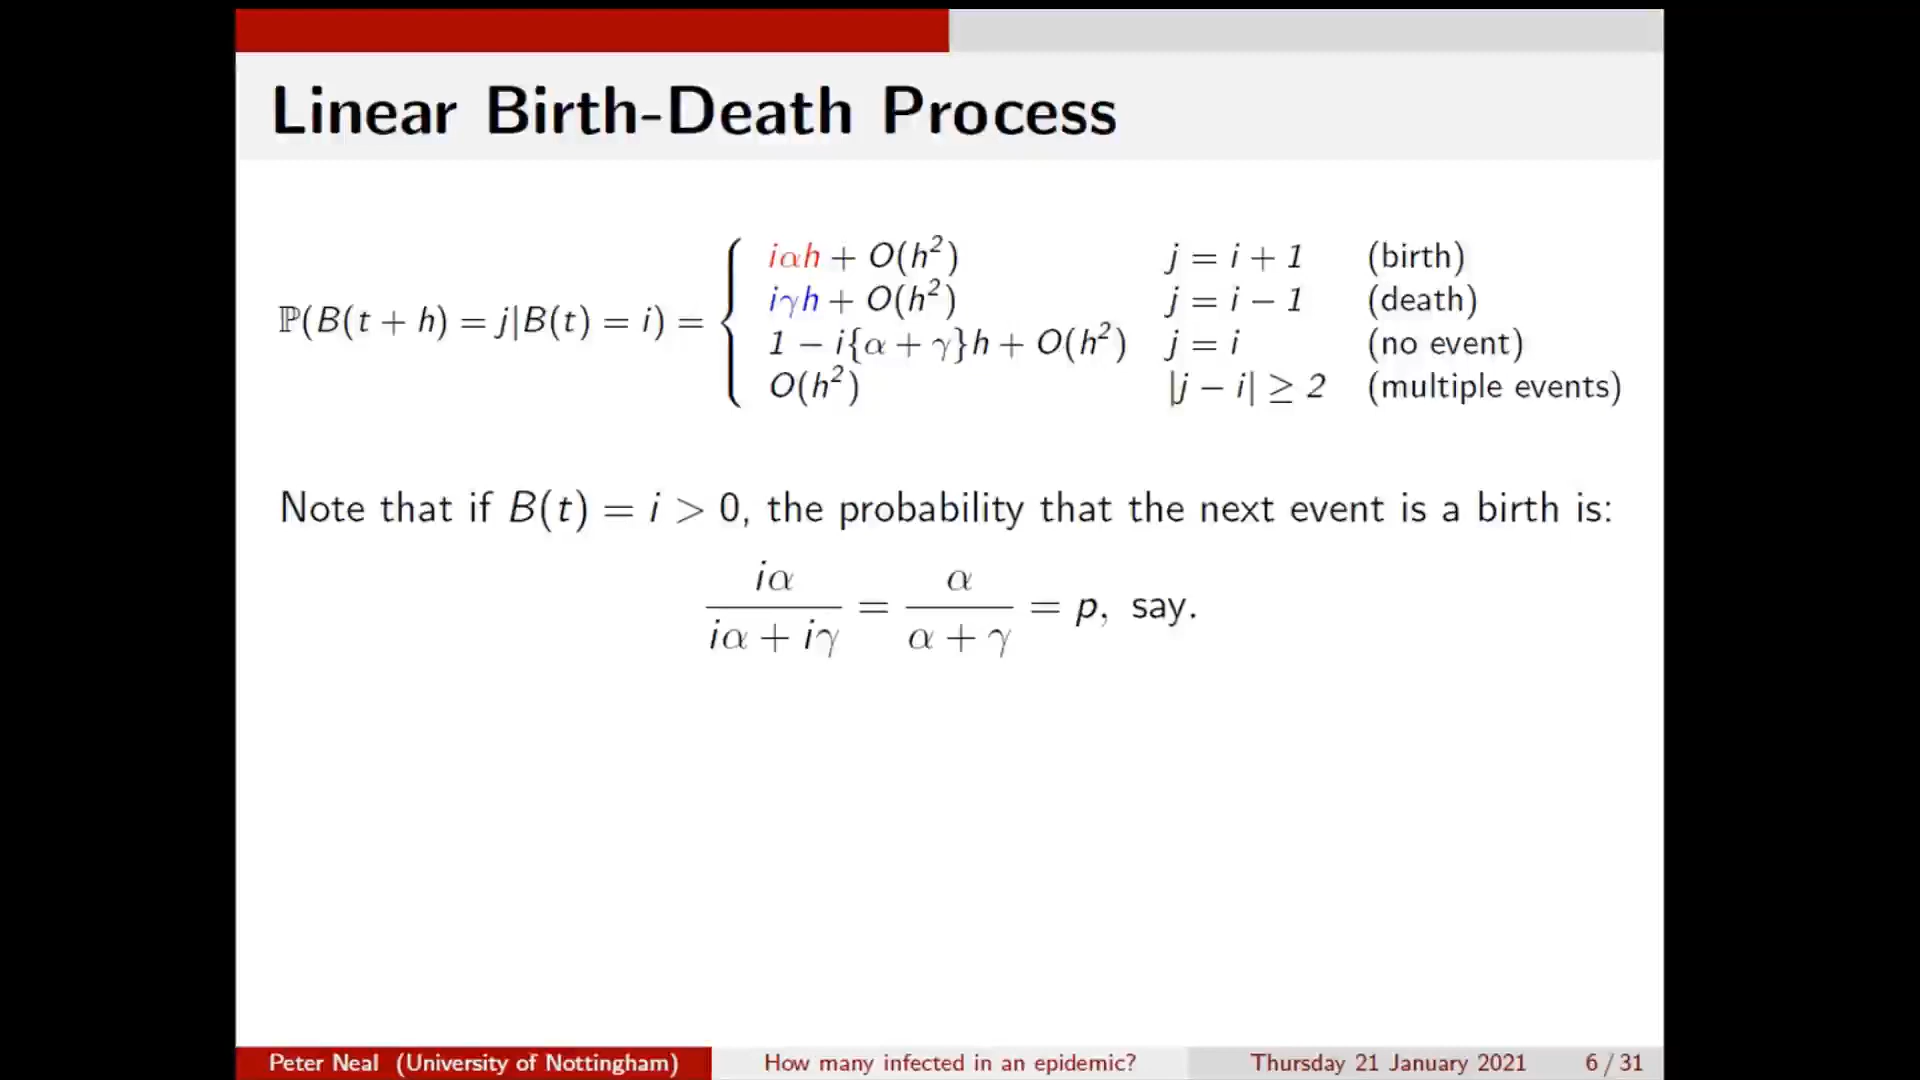 Linear Birth-Death Process
ℙ(B(t + h) = j|B(t) = i) = {
iαh + O(h²) j = i + 1 (birth)
iγh + O(h²) j = i − 1 (death)
1 − i{α + γ}h + O(h²) j = i (no event)
O(h²) |j − i| ≥ 2 (multiple events)
Note that if B(t) = i > 0, the probability that the next event is a birth is:
iα / (iα + iγ) = α / (α + γ) = p, say.
Peter Neal (University of Nottingham) How many infected in an epidemic? Thursday 21 January 2021 6 / 31